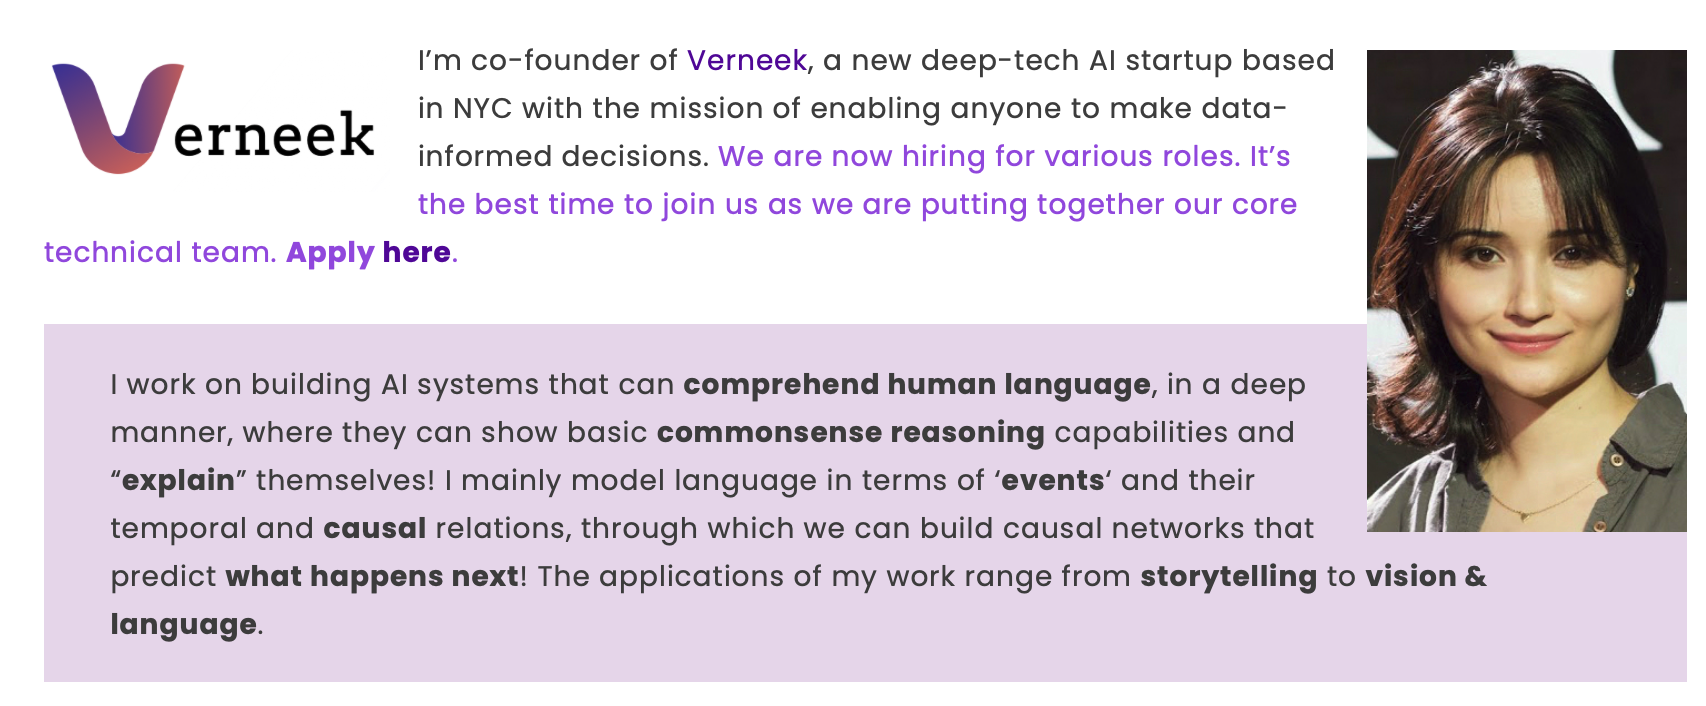 Verneek
I’m co-founder of Verneek, a new deep-tech AI startup based
in NYC with the mission of enabling anyone to make data-
informed decisions. We are now hiring for various roles. It’s
the best time to join us as we are putting together our core
technical team. Apply here.
I work on building AI systems that can comprehend human language, in a deep
manner, where they can show basic commonsense reasoning capabilities and
“explain” themselves! I mainly model language in terms of ‘events‘ and their
temporal and causal relations, through which we can build causal networks that
predict what happens next! The applications of my work range from storytelling to vision &
language.